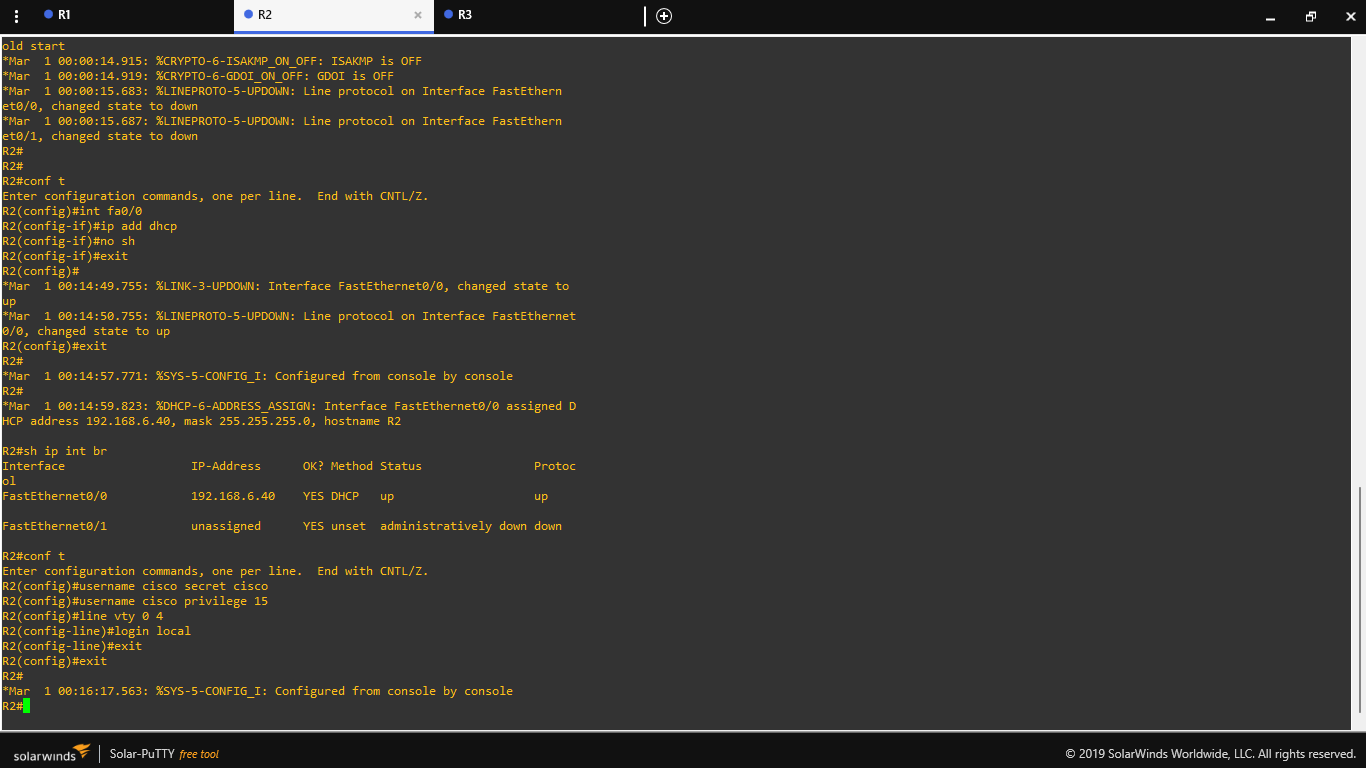 R1
R2
R3
old start
*Mar  1 00:00:14.915: %CRYPTO-6-ISAKMP_ON_OFF: ISAKMP is OFF
*Mar  1 00:00:14.919: %CRYPTO-6-GDOI_ON_OFF: GDOI is OFF
*Mar  1 00:00:15.683: %LINEPROTO-5-UPDOWN: Line protocol on Interface FastEthern
et0/0, changed state to down
*Mar  1 00:00:15.687: %LINEPROTO-5-UPDOWN: Line protocol on Interface FastEthern
et0/1, changed state to down
R2#
R2#
R2#conf t
Enter configuration commands, one per line.  End with CNTL/Z.
R2(config)#int fa0/0
R2(config-if)#ip add dhcp
R2(config-if)#no sh
R2(config-if)#exit
R2(config)#
*Mar  1 00:14:49.755: %LINK-3-UPDOWN: Interface FastEthernet0/0, changed state to
up
*Mar  1 00:14:50.755: %LINEPROTO-5-UPDOWN: Line protocol on Interface FastEthernet
0/0, changed state to up
R2(config)#exit
R2#
*Mar  1 00:14:57.771: %SYS-5-CONFIG_I: Configured from console by console
R2#
*Mar  1 00:14:59.823: %DHCP-6-ADDRESS_ASSIGN: Interface FastEthernet0/0 assigned D
HCP address 192.168.6.40, mask 255.255.255.0, hostname R2
R2#sh ip int br
Interface                  IP-Address      OK? Method Status                Protoc
ol
FastEthernet0/0            192.168.6.40    YES DHCP   up                    up
FastEthernet0/1            unassigned      YES unset  administratively down down
R2#conf t
Enter configuration commands, one per line.  End with CNTL/Z.
R2(config)#username cisco secret cisco
R2(config)#username cisco privilege 15
R2(config)#line vty 0 4
R2(config-line)#login local
R2(config-line)#exit
R2(config)#exit
R2#
*Mar  1 00:16:17.563: %SYS-5-CONFIG_I: Configured from console by console
R2#
solarwinds
Solar-PuTTY free tool
© 2019 SolarWinds Worldwide, LLC. All rights reserved.